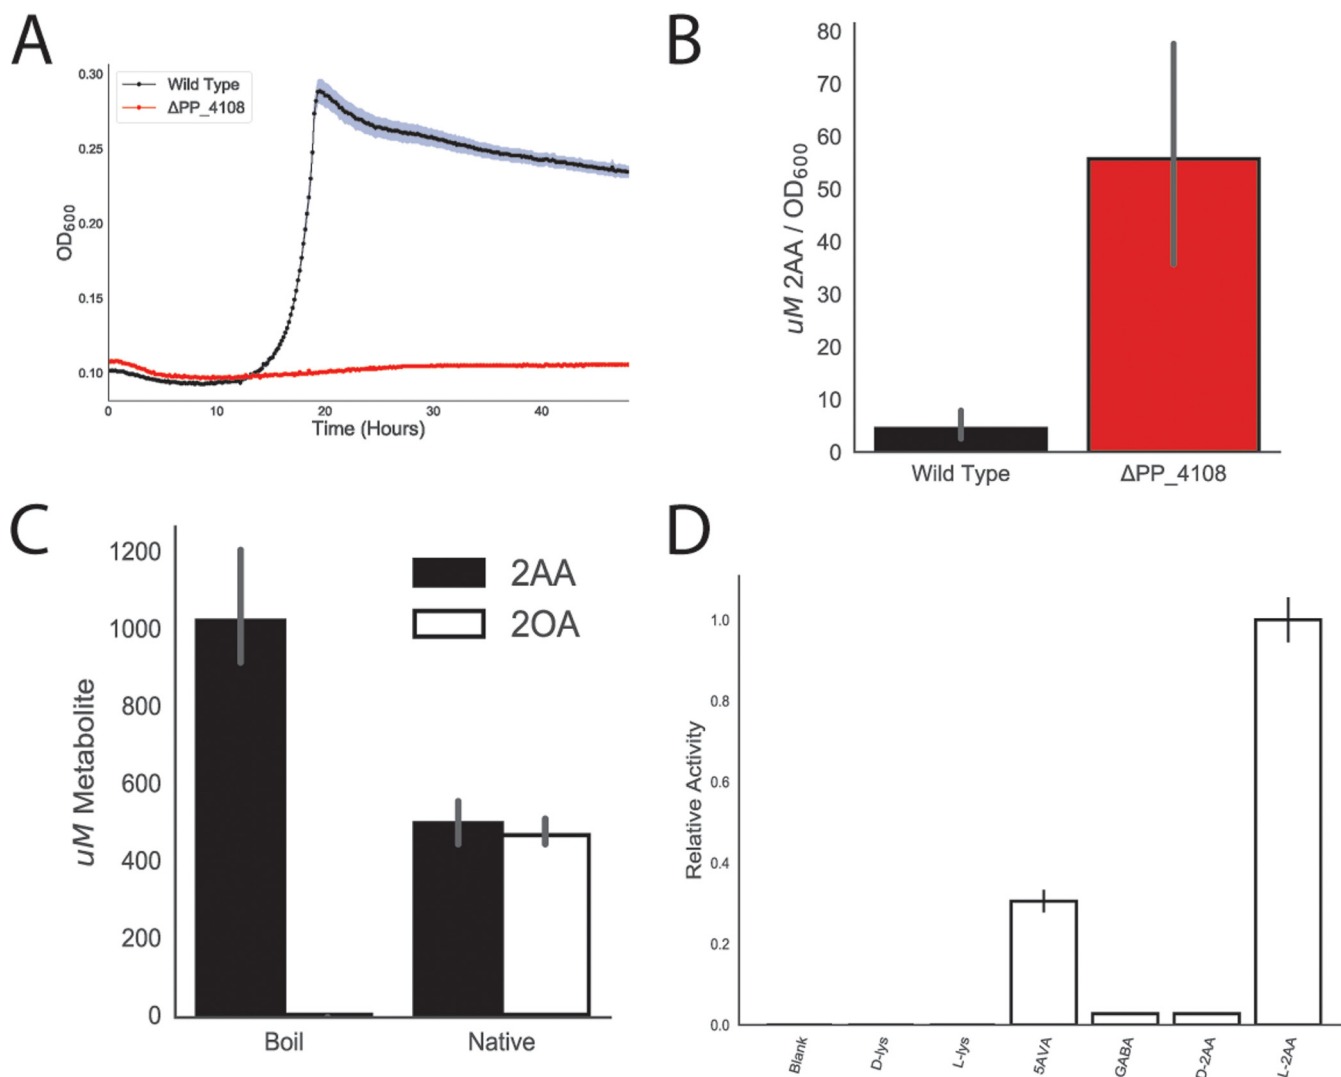 A
0.30
0.25
0.20
0.15
0.10
OD600
Wild Type
ΔPP_4108
0
10
20
30
40
Time (Hours)
B
80
70
60
50
40
30
20
10
0
uM 2AA / OD600
Wild Type
ΔPP_4108
C
1200
1000
800
600
400
200
0
uM Metabolite
2AA
2OA
Boil
Native
D
1.0
0.8
0.6
0.4
0.2
0.0
Relative Activity
Blank
D-lys
L-lys
5AVA
GABA
D-2AA
L-2AA